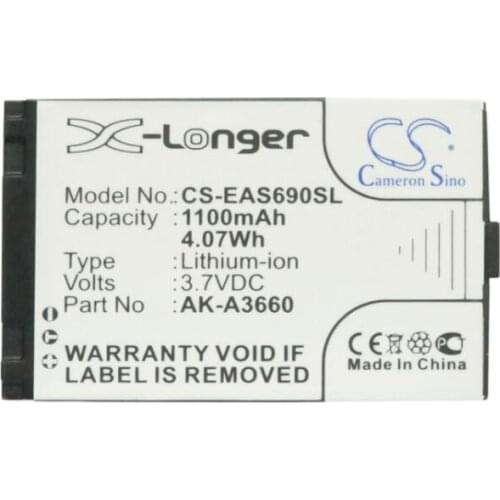 X-Longer
CS
Cameron Sino
Model No.: CS-EAS690SL
Capacity: 1100mAh
4.07Wh
Type: Lithium-ion
Volts: 3.7VDC
Part No: AK-A3660
WARRANTY VOID IF
LABEL IS REMOVED
CE
Made In China